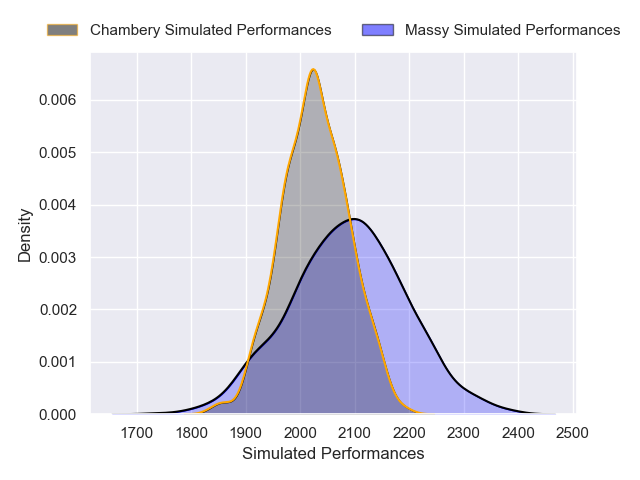 Chambery Simulated Performances
Massy Simulated Performances
0.006
0.005
0.004
0.003
0.002
0.001
0.000
Density
1700 1800 1900 2000 2100 2200 2300 2400 2500
Simulated Performances